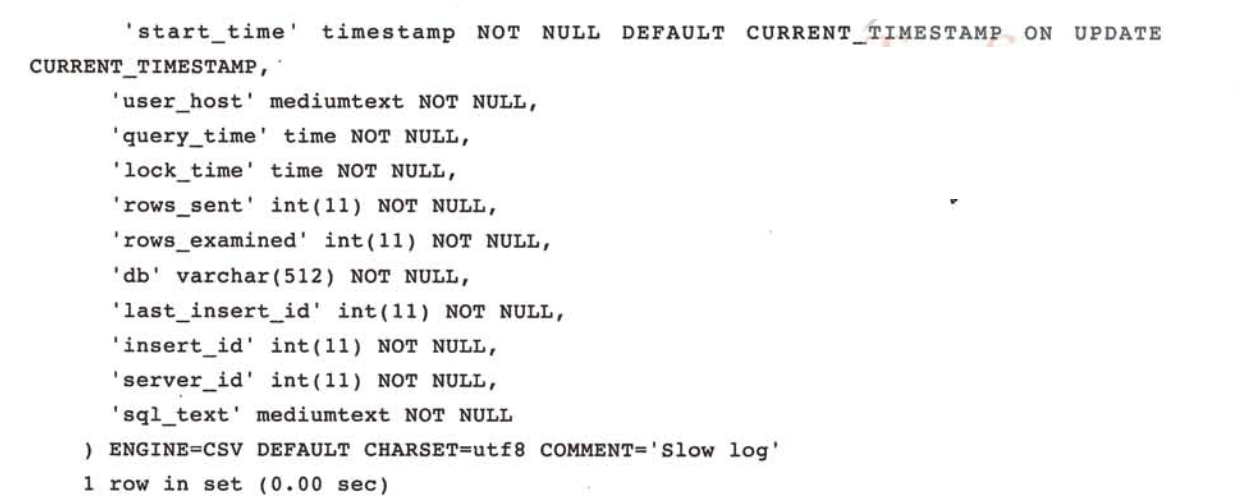 'start_time' timestamp NOT NULL DEFAULT CURRENT_TIMESTAMP ON UPDATE
CURRENT_TIMESTAMP,
'user_host' mediumtext NOT NULL,
'query_time' time NOT NULL,
'lock_time' time NOT NULL,
'rows_sent' int(11) NOT NULL,
'rows_examined' int(11) NOT NULL,
'db' varchar(512) NOT NULL,
'last_insert_id' int(11) NOT NULL,
'insert_id' int(11) NOT NULL,
'server_id' int(11) NOT NULL,
'sql_text' mediumtext NOT NULL
) ENGINE=CSV DEFAULT CHARSET=utf8 COMMENT='Slow log'
1 row in set (0.00 sec)